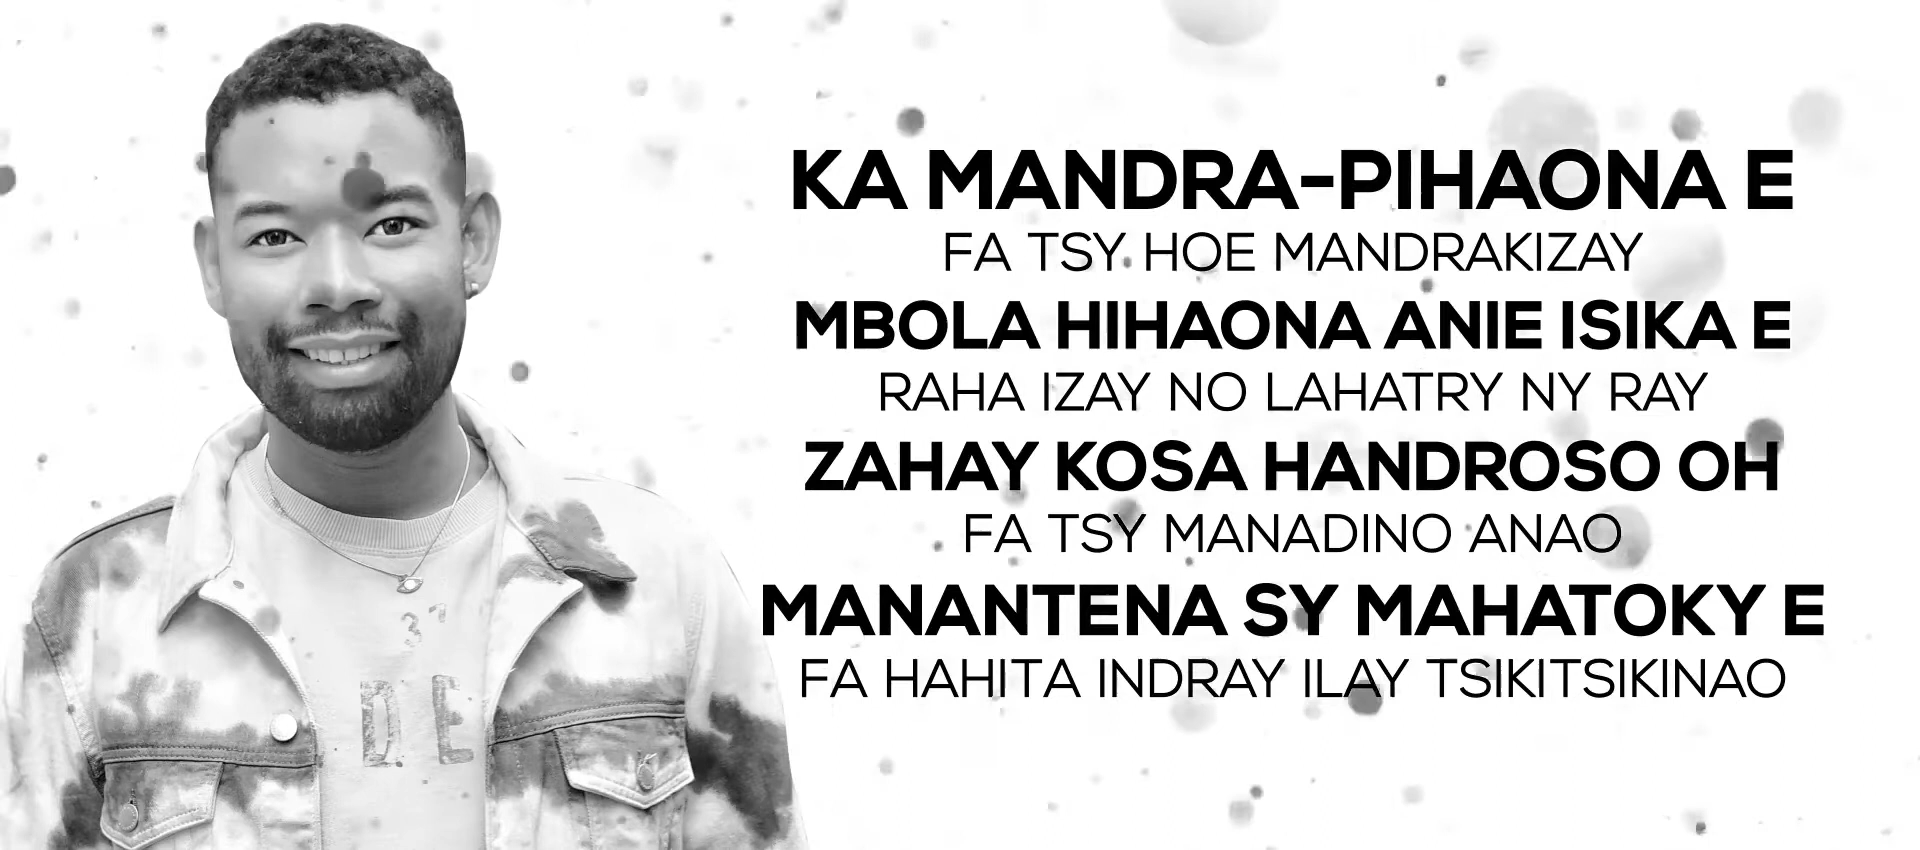 KA MANDRA-PIHAONA E
FA TSY HOE MANDRAKIZAY
MBOLA HIHAONA ANIE ISIKA E
RAHA IZAY NO LAHATRY NY RAY
ZAHAY KOSA HANDROSO OH
FA TSY MANADINO ANAO
MANANTENA SY MAHATOKY E
FA HAHITA INDRAY ILAY TSIKITSIKINAO
DE